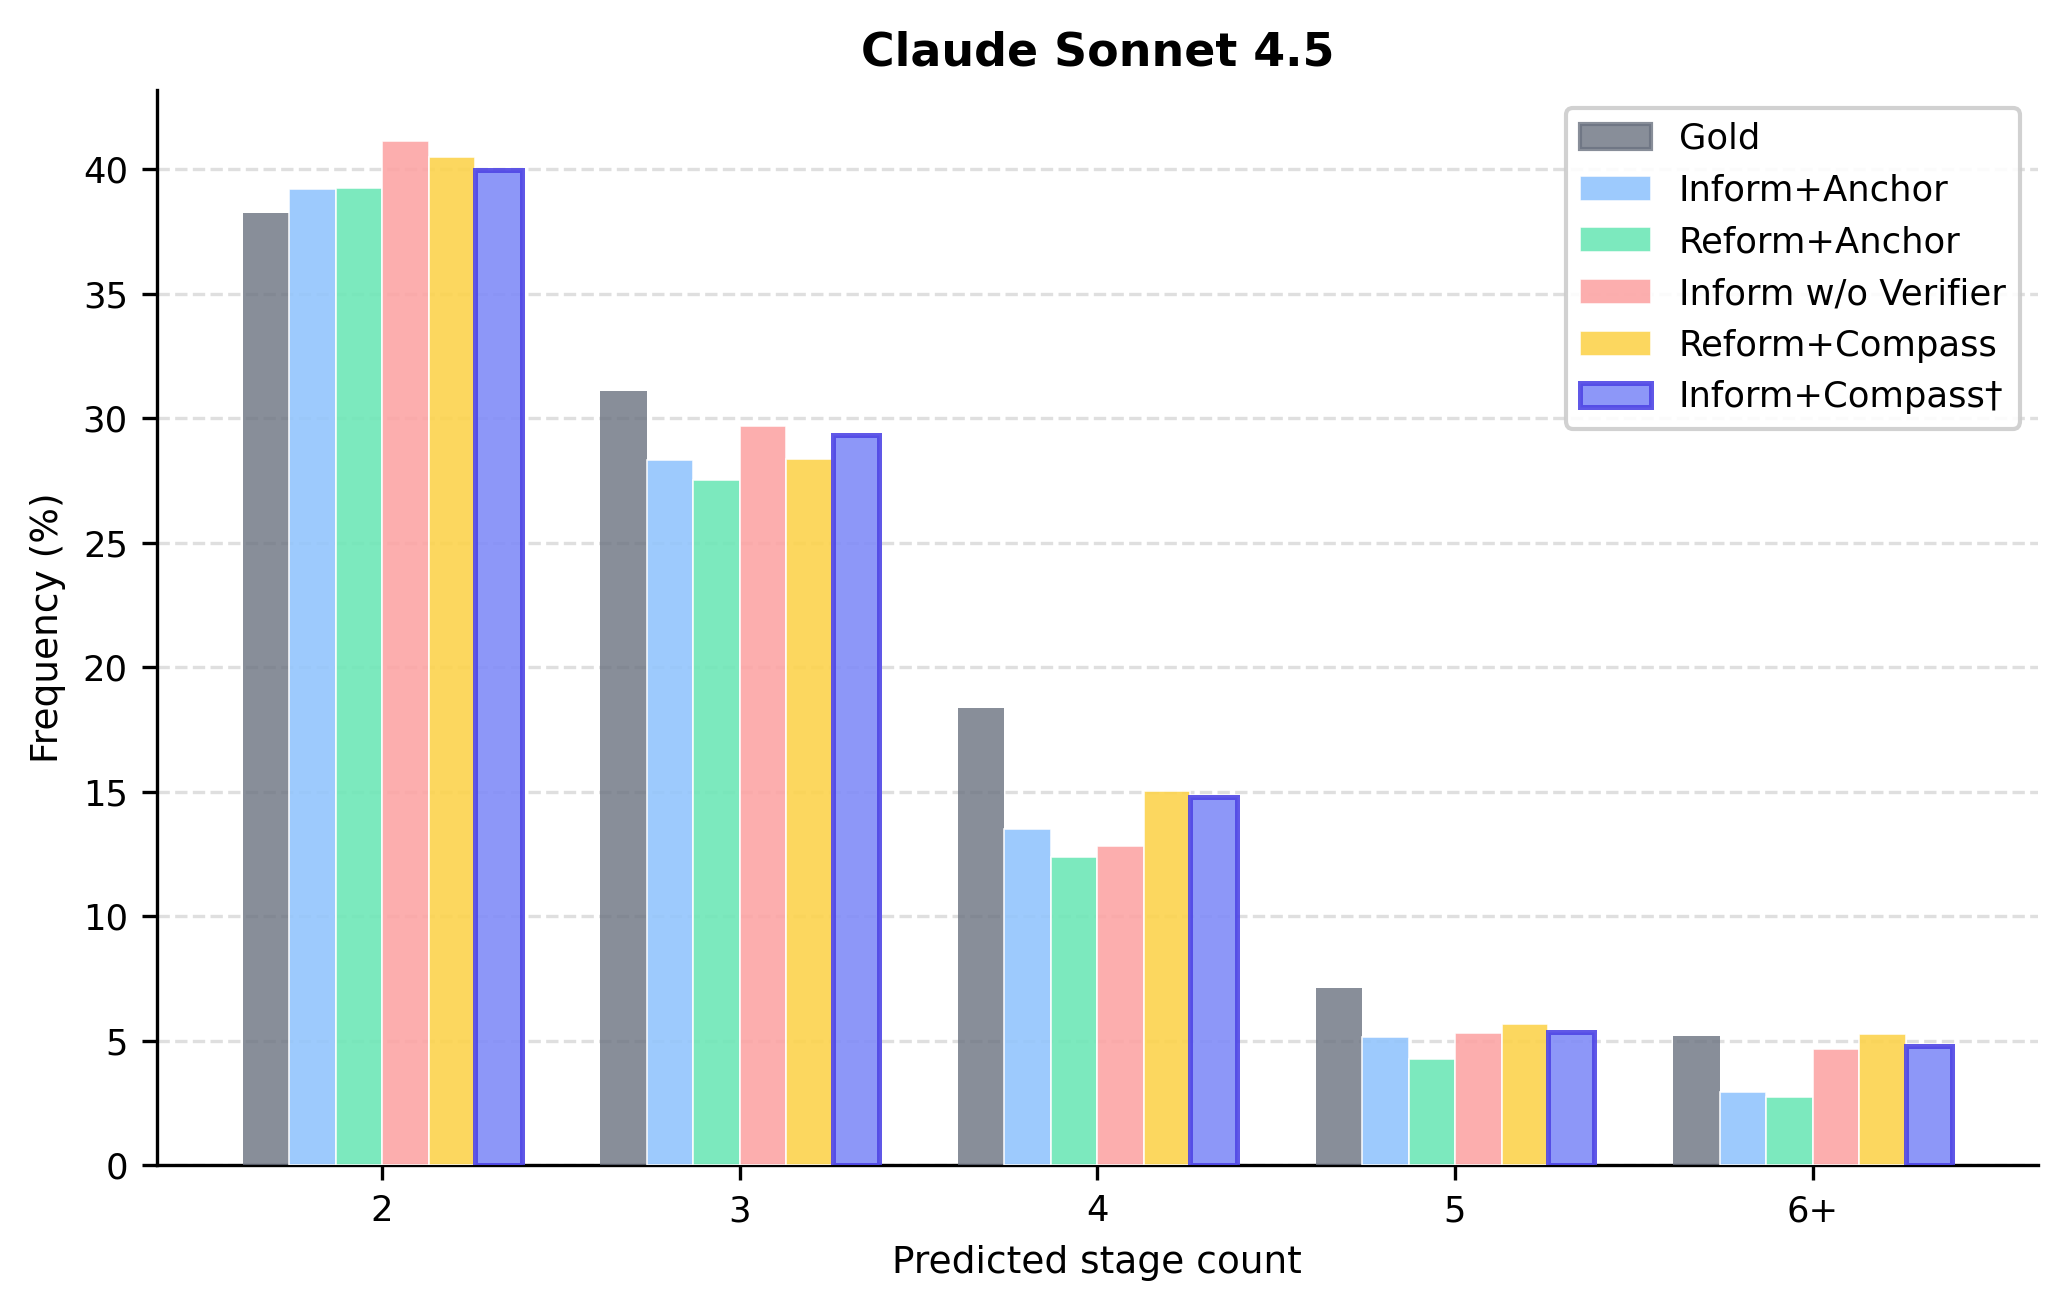 Claude Sonnet 4.5
Gold
Inform+Anchor
Reform+Anchor
Inform w/o Verifier
Reform+Compass
Inform+Compass†
Frequency (%)
40
35
30
25
20
15
10
5
0
2
3
4
5
6+
Predicted stage count